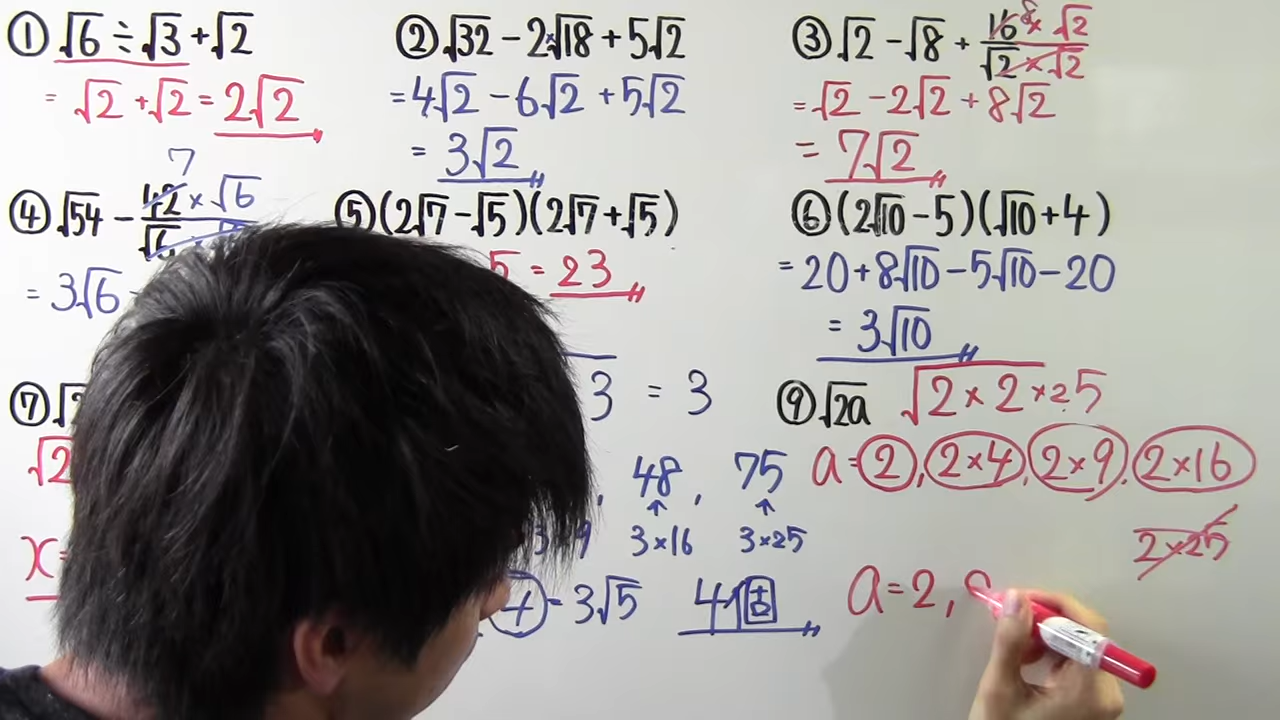 ① √6 ÷ √3 + √2
= √2 + √2 = 2√2
② √32 - 2×√18 + 5√2
= 4√2 - 6√2 + 5√2
= 3√2
③ √2 - √8 + 16 8 × √2 / √2 × √2
= √2 - 2√2 + 8√2
= 7√2
④ √54 - 42 7 × √6 / √6
= 3√6
⑤ (2√7 - √5)(2√7 + √5)
5 = 23
⑥ (2√10 - 5)(√10 + 4)
= 20 + 8√10 - 5√10 - 20
= 3√10
⑦ √2
√2
x =
3 = 3
, 48 , 75
3×9 3×16 3×25
= 3√5 4個
⑨ √2a √2×2×25
a = 2, 2×4, 2×9, 2×16
2×25
a = 2,